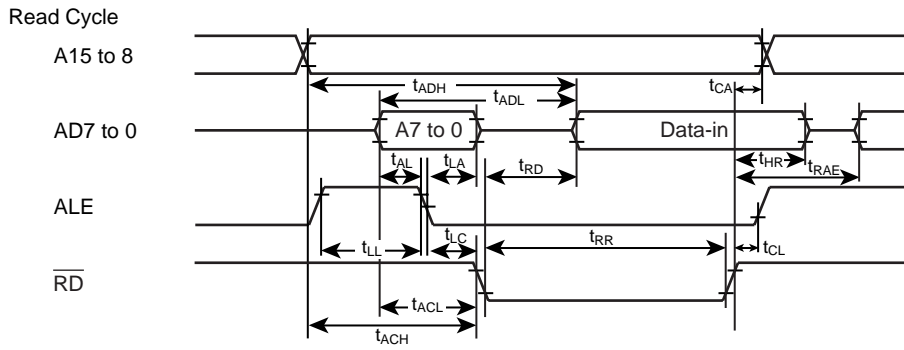 Read Cycle
A15 to 8
tADH
tCA
tADL
AD7 to 0
A7 to 0
Data-in
tAL
tLA
tRD
tHR
tRAE
ALE
tLL
tLC
tRR
tCL
RD
tACL
tACH